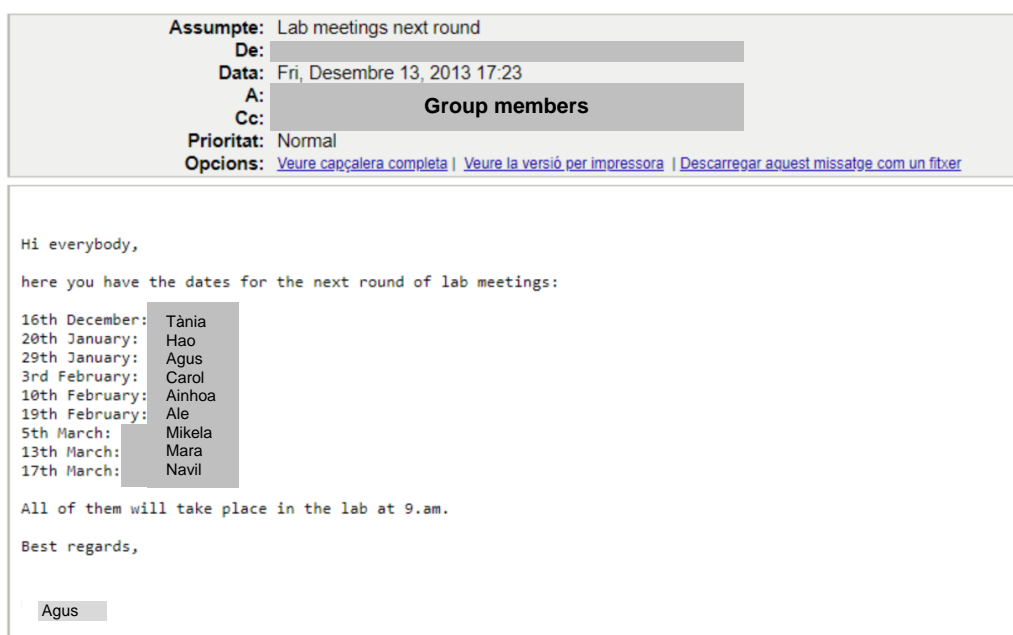 Assumpte: Lab meetings next round
De:
Data: Fri, Desembre 13, 2013 17:23
A:
Group members
Cc:
Prioritat: Normal
Opcions: Veure capçalera completa | Veure la versió per impressora | Descarregar aquest missatge com un fitxer
Hi everybody,
here you have the dates for the next round of lab meetings:
16th December: Tània
20th January: Hao
29th January: Agus
3rd February: Carol
10th February: Ainhoa
19th February: Ale
5th March: Mikela
13th March: Mara
17th March: Navil
All of them will take place in the lab at 9.am.
Best regards,
Agus